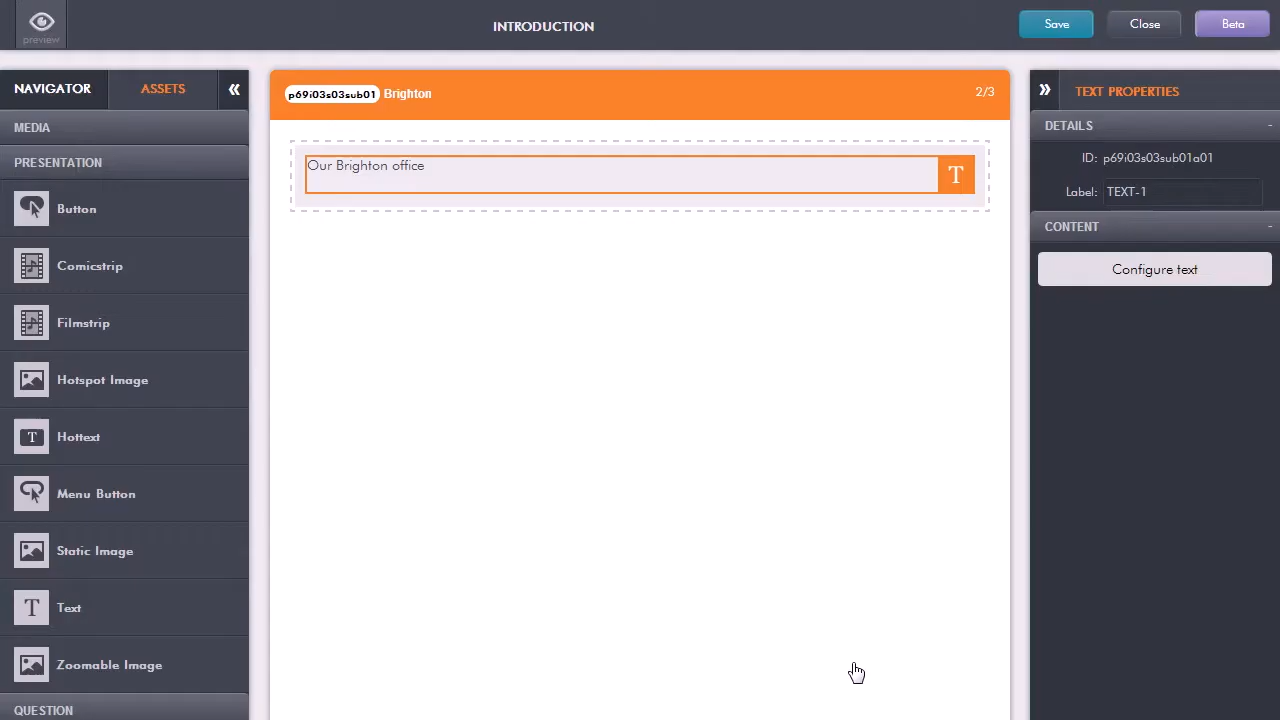 preview
INTRODUCTION
Save
Close
Beta
NAVIGATOR
ASSETS
«
MEDIA
PRESENTATION
Button
Comicstrip
Filmstrip
Hotspot Image
T
Hottext
Menu Button
Static Image
T
Text
Zoomable Image
QUESTION
p69i03s03sub01 Brighton
2/3
Our Brighton office
T
»
TEXT PROPERTIES
DETAILS -
ID: p69i03s03sub01a01
Label: TEXT-1
CONTENT -
Configure text